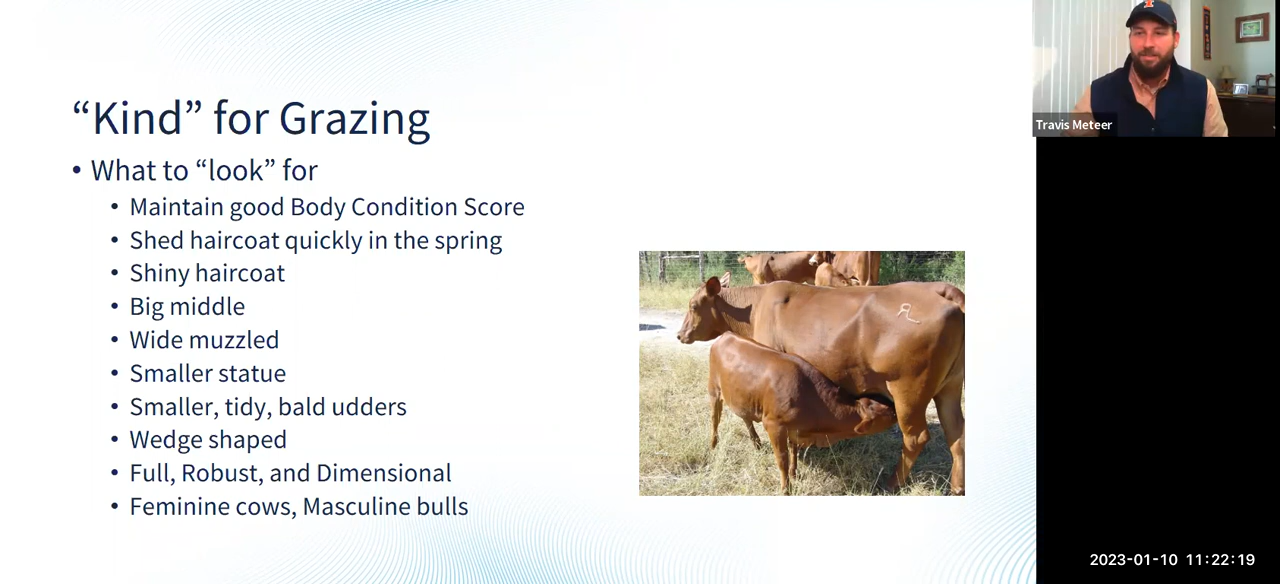 “Kind” for Grazing
• What to “look” for
• Maintain good Body Condition Score
• Shed haircoat quickly in the spring
• Shiny haircoat
• Big middle
• Wide muzzled
• Smaller statue
• Smaller, tidy, bald udders
• Wedge shaped
• Full, Robust, and Dimensional
• Feminine cows, Masculine bulls
I
Travis Meteer
2023-01-10 11:22:19